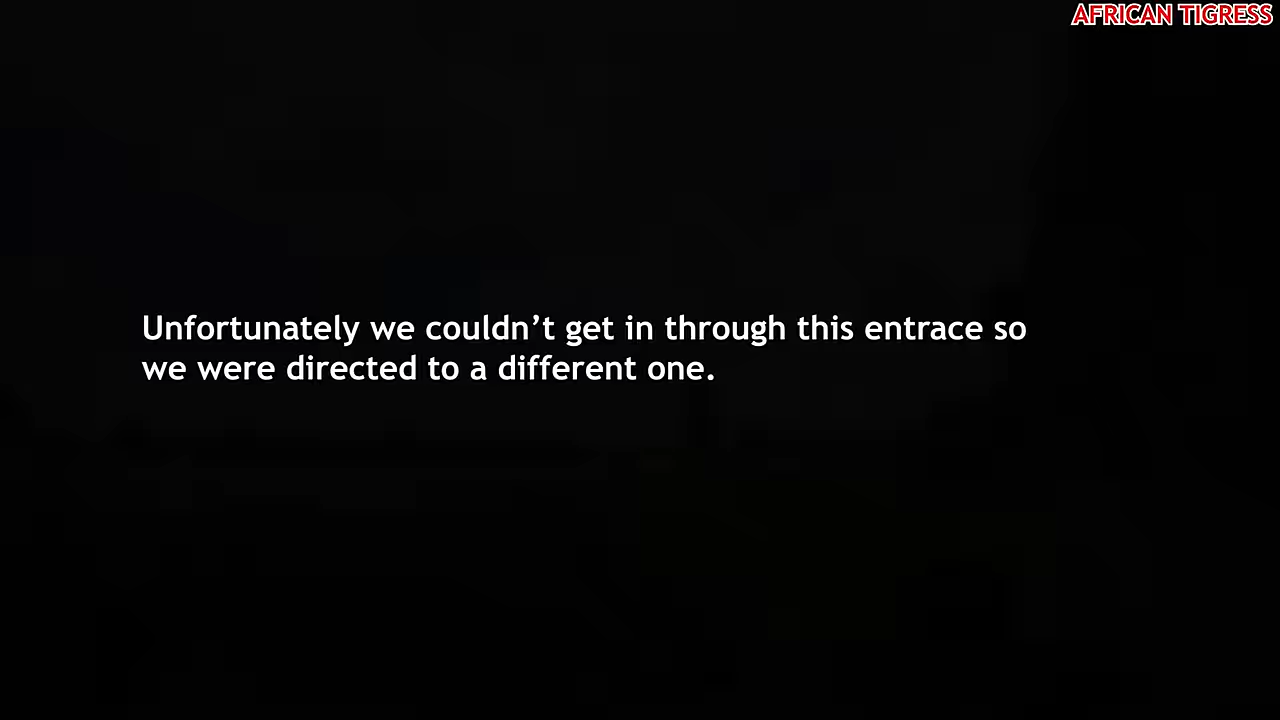 AFRICAN TIGRESS
Unfortunately we couldn’t get in through this entrace so
we were directed to a different one.